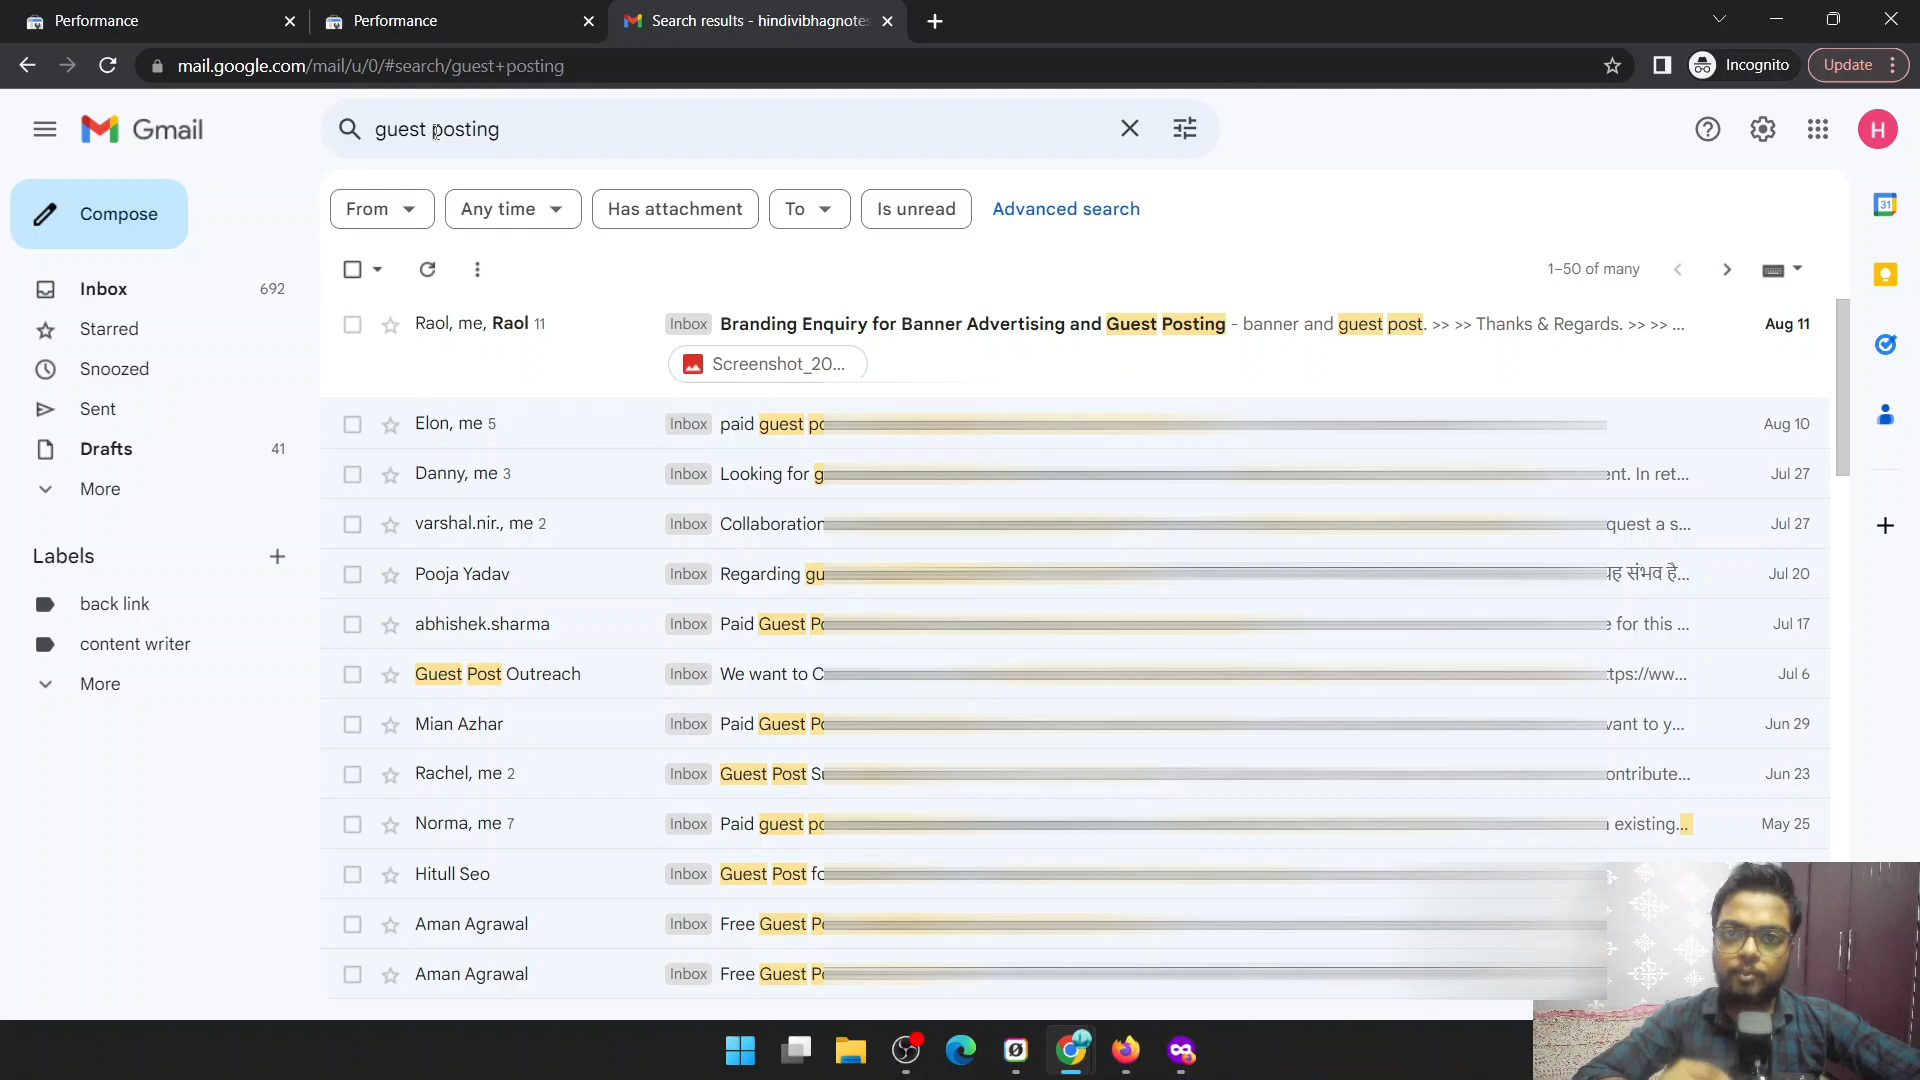 Performance
Performance
Search results - hindivibhagnotes
mail.google.com/mail/u/0/#search/guest+posting
Incognito
Update
Gmail
guest posting
H
Compose
From
Any time
Has attachment
To
Is unread
Advanced search
31
1–50 of many
Inbox 692
Starred
Snoozed
Sent
Drafts 41
More
Labels
back link
content writer
More
Raol, me, Raol 11 Inbox Branding Enquiry for Banner Advertising and Guest Posting - banner and guest post. >> >> Thanks & Regards. >> >> ... Aug 11
Screenshot_20...
Elon, me 5 Inbox paid guest Aug 10
Danny, me 3 Inbox Looking for In ret... Jul 27
varshal.nir., me 2 Inbox Collaboration a s... Jul 27
Pooja Yadav Inbox Regarding संभव है... Jul 20
abhishek.sharma Inbox Paid Guest for this ... Jul 17
Guest Post Outreach Inbox We want to Jul 6
Mian Azhar Inbox Paid Guest to y... Jun 29
Rachel, me 2 Inbox Guest Post Jun 23
Norma, me 7 Inbox Paid guest existing... May 25
Hitull Seo Inbox Guest Post
Aman Agrawal Inbox Free Guest
Aman Agrawal Inbox Free Guest